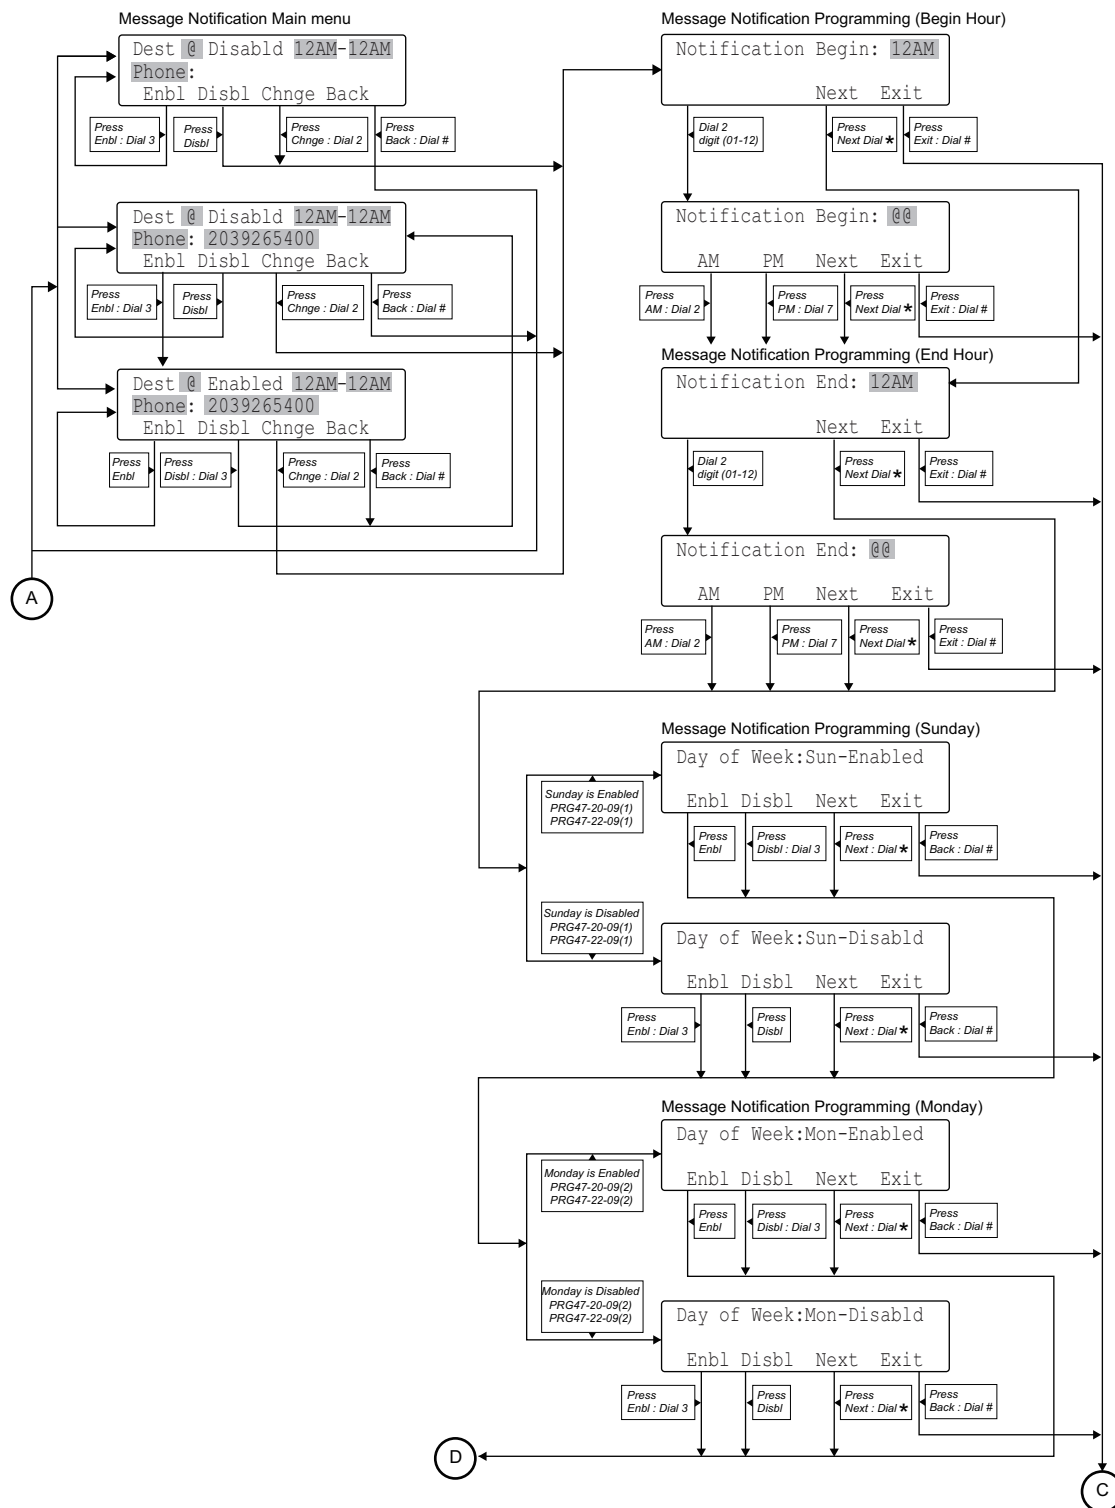 Message Notification Main menu
Dest @ Disabld 12AM-12AM
Phone:
Enbl Disbl Chnge Back
Press
Enbl : Dial 3
Press
Disbl
Press
Chnge : Dial 2
Press
Back : Dial #
Dest @ Disabld 12AM-12AM
Phone: 2039265400
Enbl Disbl Chnge Back
Press
Enbl : Dial 3
Press
Disbl
Press
Chnge : Dial 2
Press
Back : Dial #
Dest @ Enabled 12AM-12AM
Phone: 2039265400
Enbl Disbl Chnge Back
Press
Enbl
Press
Disbl : Dial 3
Press
Chnge : Dial 2
Press
Back : Dial #
A
Message Notification Programming (Begin Hour)
Notification Begin: 12AM
Next Exit
Dial 2
digit (01-12)
Press
Next Dial *
Press
Exit : Dial #
Notification Begin: @@
AM PM Next Exit
Press
AM : Dial 2
Press
PM : Dial 7
Press
Next Dial *
Press
Exit : Dial #
Message Notification Programming (End Hour)
Notification End: 12AM
Next Exit
Dial 2
digit (01-12)
Press
Next Dial *
Press
Exit : Dial #
Notification End: @@
AM PM Next Exit
Press
AM : Dial 2
Press
PM : Dial 7
Press
Next Dial *
Press
Exit : Dial #
Message Notification Programming (Sunday)
Sunday is Enabled
PRG47-20-09(1)
PRG47-22-09(1)
Day of Week:Sun-Enabled
Enbl Disbl Next Exit
Press
Enbl
Press
Disbl : Dial 3
Press
Next : Dial *
Press
Back : Dial #
Sunday is Disabled
PRG47-20-09(1)
PRG47-22-09(1)
Day of Week:Sun-Disabld
Enbl Disbl Next Exit
Press
Enbl : Dial 3
Press
Disbl
Press
Next : Dial *
Press
Back : Dial #
Message Notification Programming (Monday)
Monday is Enabled
PRG47-20-09(2)
PRG47-22-09(2)
Day of Week:Mon-Enabled
Enbl Disbl Next Exit
Press
Enbl
Press
Disbl : Dial 3
Press
Next : Dial *
Press
Back : Dial #
Monday is Disabled
PRG47-20-09(2)
PRG47-22-09(2)
Day of Week:Mon-Disabld
Enbl Disbl Next Exit
Press
Enbl : Dial 3
Press
Disbl
Press
Next : Dial *
Press
Back : Dial #
D
C